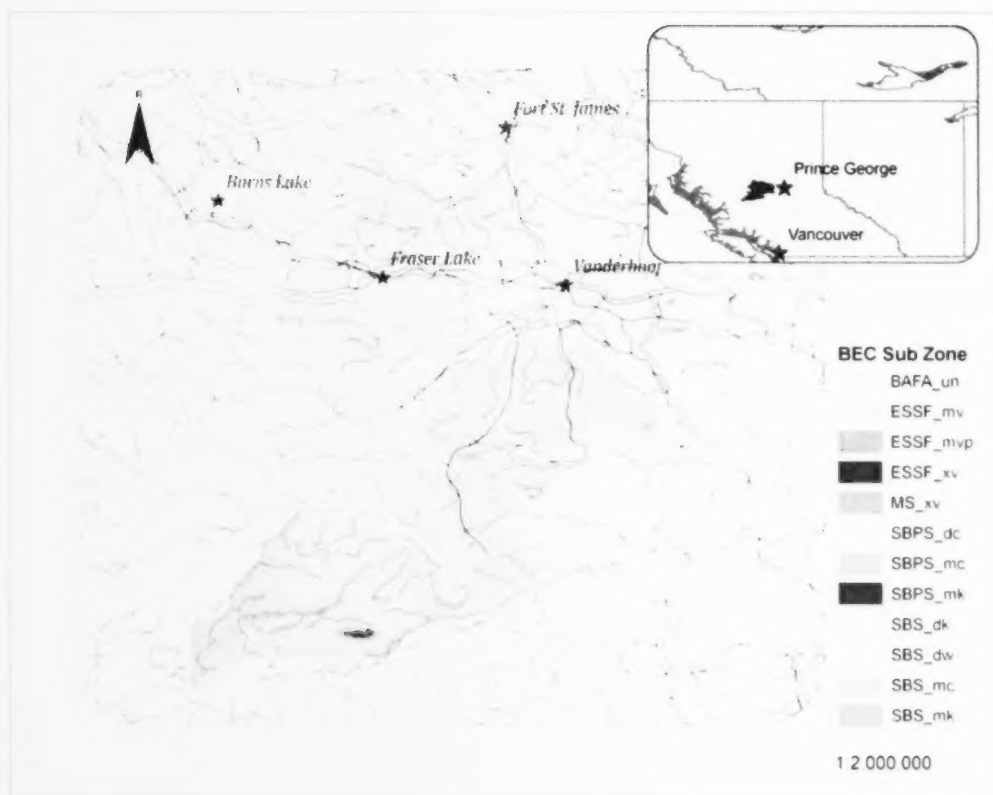 Fort St. James
Burns Lake
Fraser Lake
Vanderhoof
Prince George
Vancouver
BEC Sub Zone
BAFA_un
ESSF_mv
ESSF_mvp
ESSF_xv
MS_xv
SBPS_dc
SBPS_mc
SBPS_mk
SBS_dk
SBS_dw
SBS_mc
SBS_mk
1 2 000 000